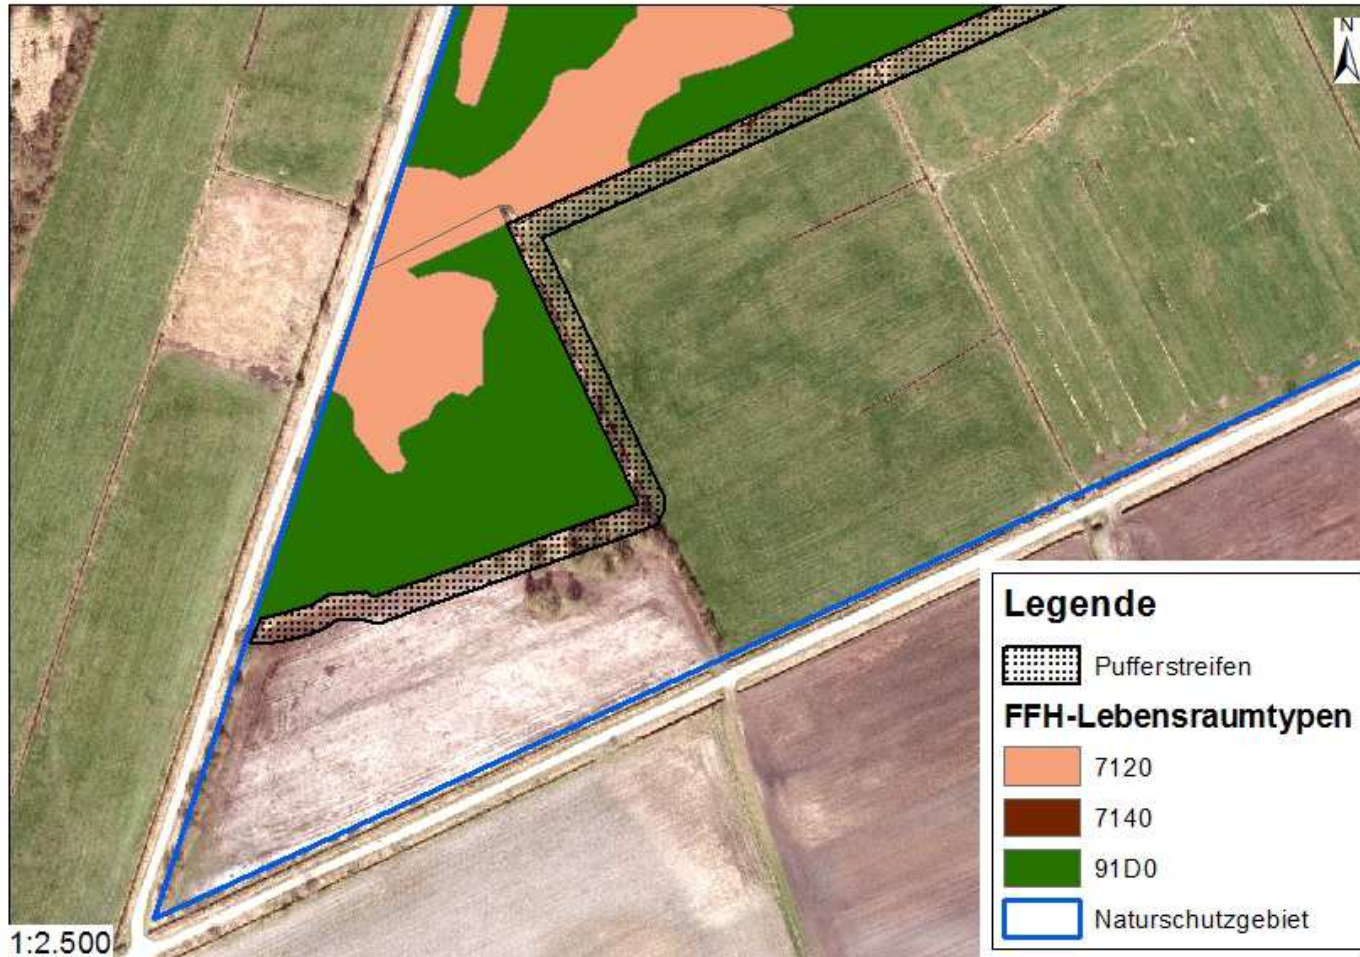 N
Legende
Pufferstreifen
FFH-Lebensraumtypen
7120
7140
91D0
Naturschutzgebiet
1:2.500